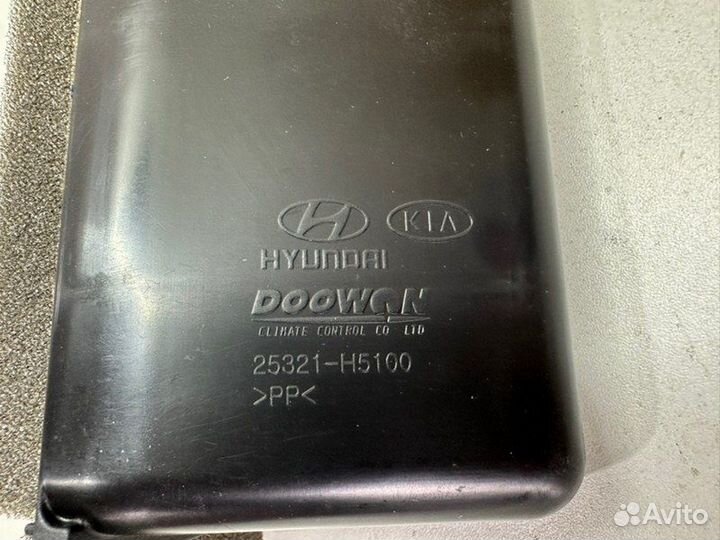 KIA
HYUNDAI
DOOWON
CLIMATE CONTROL CO LTD
25321-H5100
>PP<
Avito